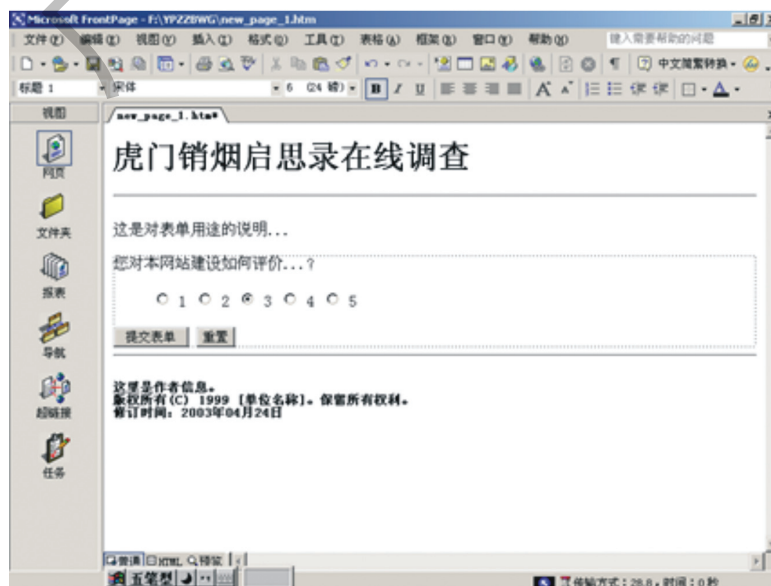 Microsoft FrontPage - F:\YPZZBWG\new_page_1.htm
文件(F) 编辑(E) 视图(V) 插入(I) 格式(O) 工具(T) 表格(A) 框架(R) 窗口(W) 帮助(H) 键入需要帮助的问题
中文简繁转换
标题 1 宋体 6 (24 磅) B I U A A A
视图 new_page_1.htm*
网页
文件夹
报表
导航
超链接
任务
虎门销烟启思录在线调查
这是对表单用途的说明...
您对本网站建设如何评价...?
1 2 3 4 5
提交表单 重置
这里是作者信息。
版权所有(C) 1999 [单位名称]。保留所有权利。
修订时间: 2003年04月24日
普通 HTML 预览
五笔型 传输方式:28.8,时间:0 秒